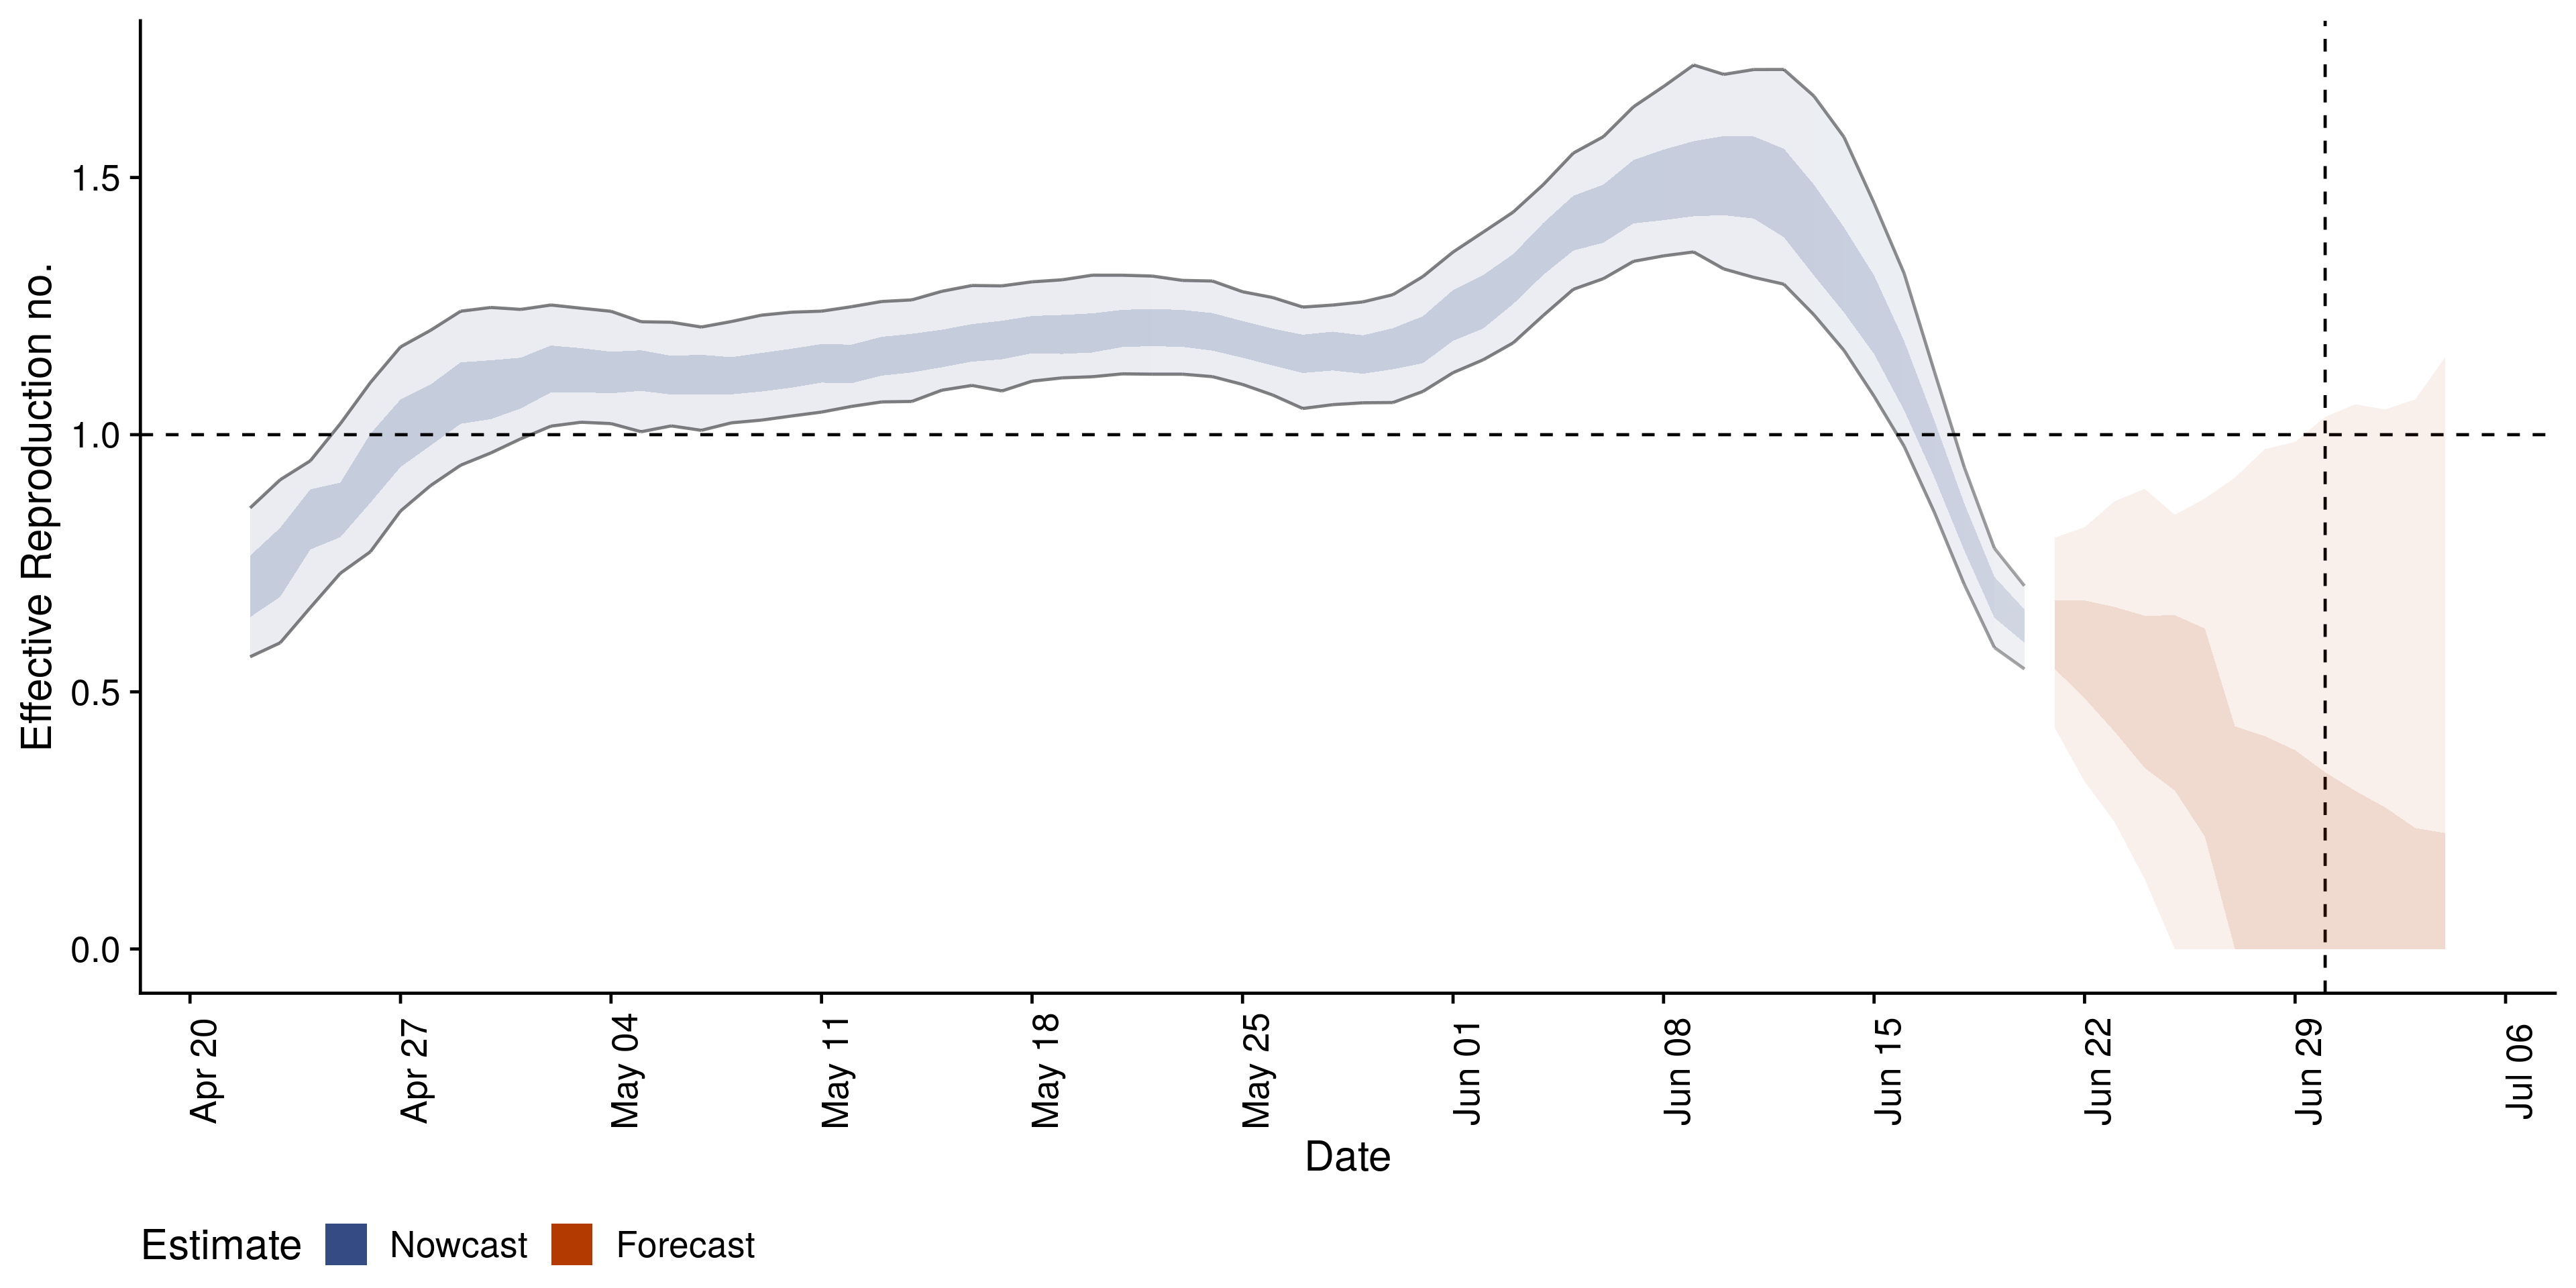 Effective Reproduction no.
1.5
1.0
0.5
0.0
Apr 20
Apr 27
May 04
May 11
May 18
May 25
Jun 01
Jun 08
Jun 15
Jun 22
Jun 29
Jul 06
Date
Estimate Nowcast Forecast